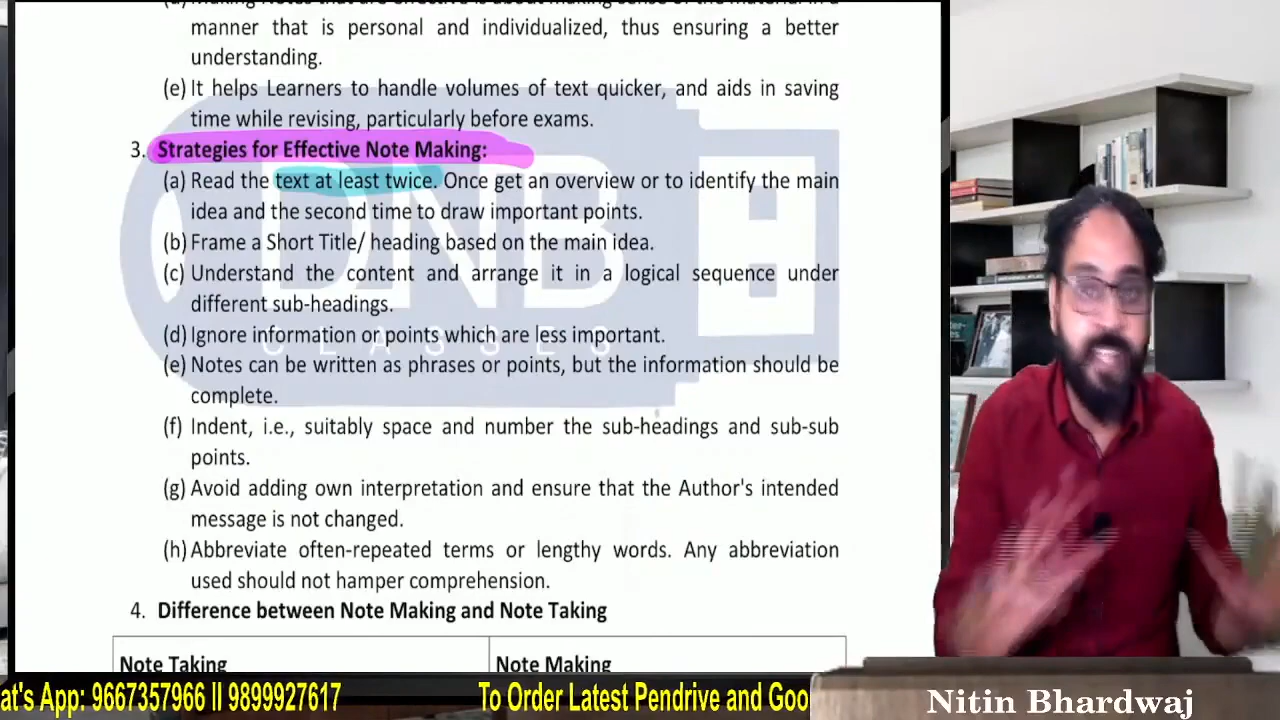 manner that is personal and individualized, thus ensuring a better
understanding.
(e) It helps Learners to handle volumes of text quicker, and aids in saving
time while revising, particularly before exams.
3. Strategies for Effective Note Making:
(a) Read the text at least twice. Once get an overview or to identify the main
idea and the second time to draw important points.
(b) Frame a Short Title/ heading based on the main idea.
(c) Understand the content and arrange it in a logical sequence under
different sub-headings.
(d) Ignore information or points which are less important.
(e) Notes can be written as phrases or points, but the information should be
complete.
(f) Indent, i.e., suitably space and number the sub-headings and sub-sub
points.
(g) Avoid adding own interpretation and ensure that the Author's intended
message is not changed.
(h) Abbreviate often-repeated terms or lengthy words. Any abbreviation
used should not hamper comprehension.
4. Difference between Note Making and Note Taking
Note Taking
Note Making
DNB
CLASSES
at's App: 9667357966 ll 9899927617
To Order Latest Pendrive and Goo
Nitin Bhardwaj